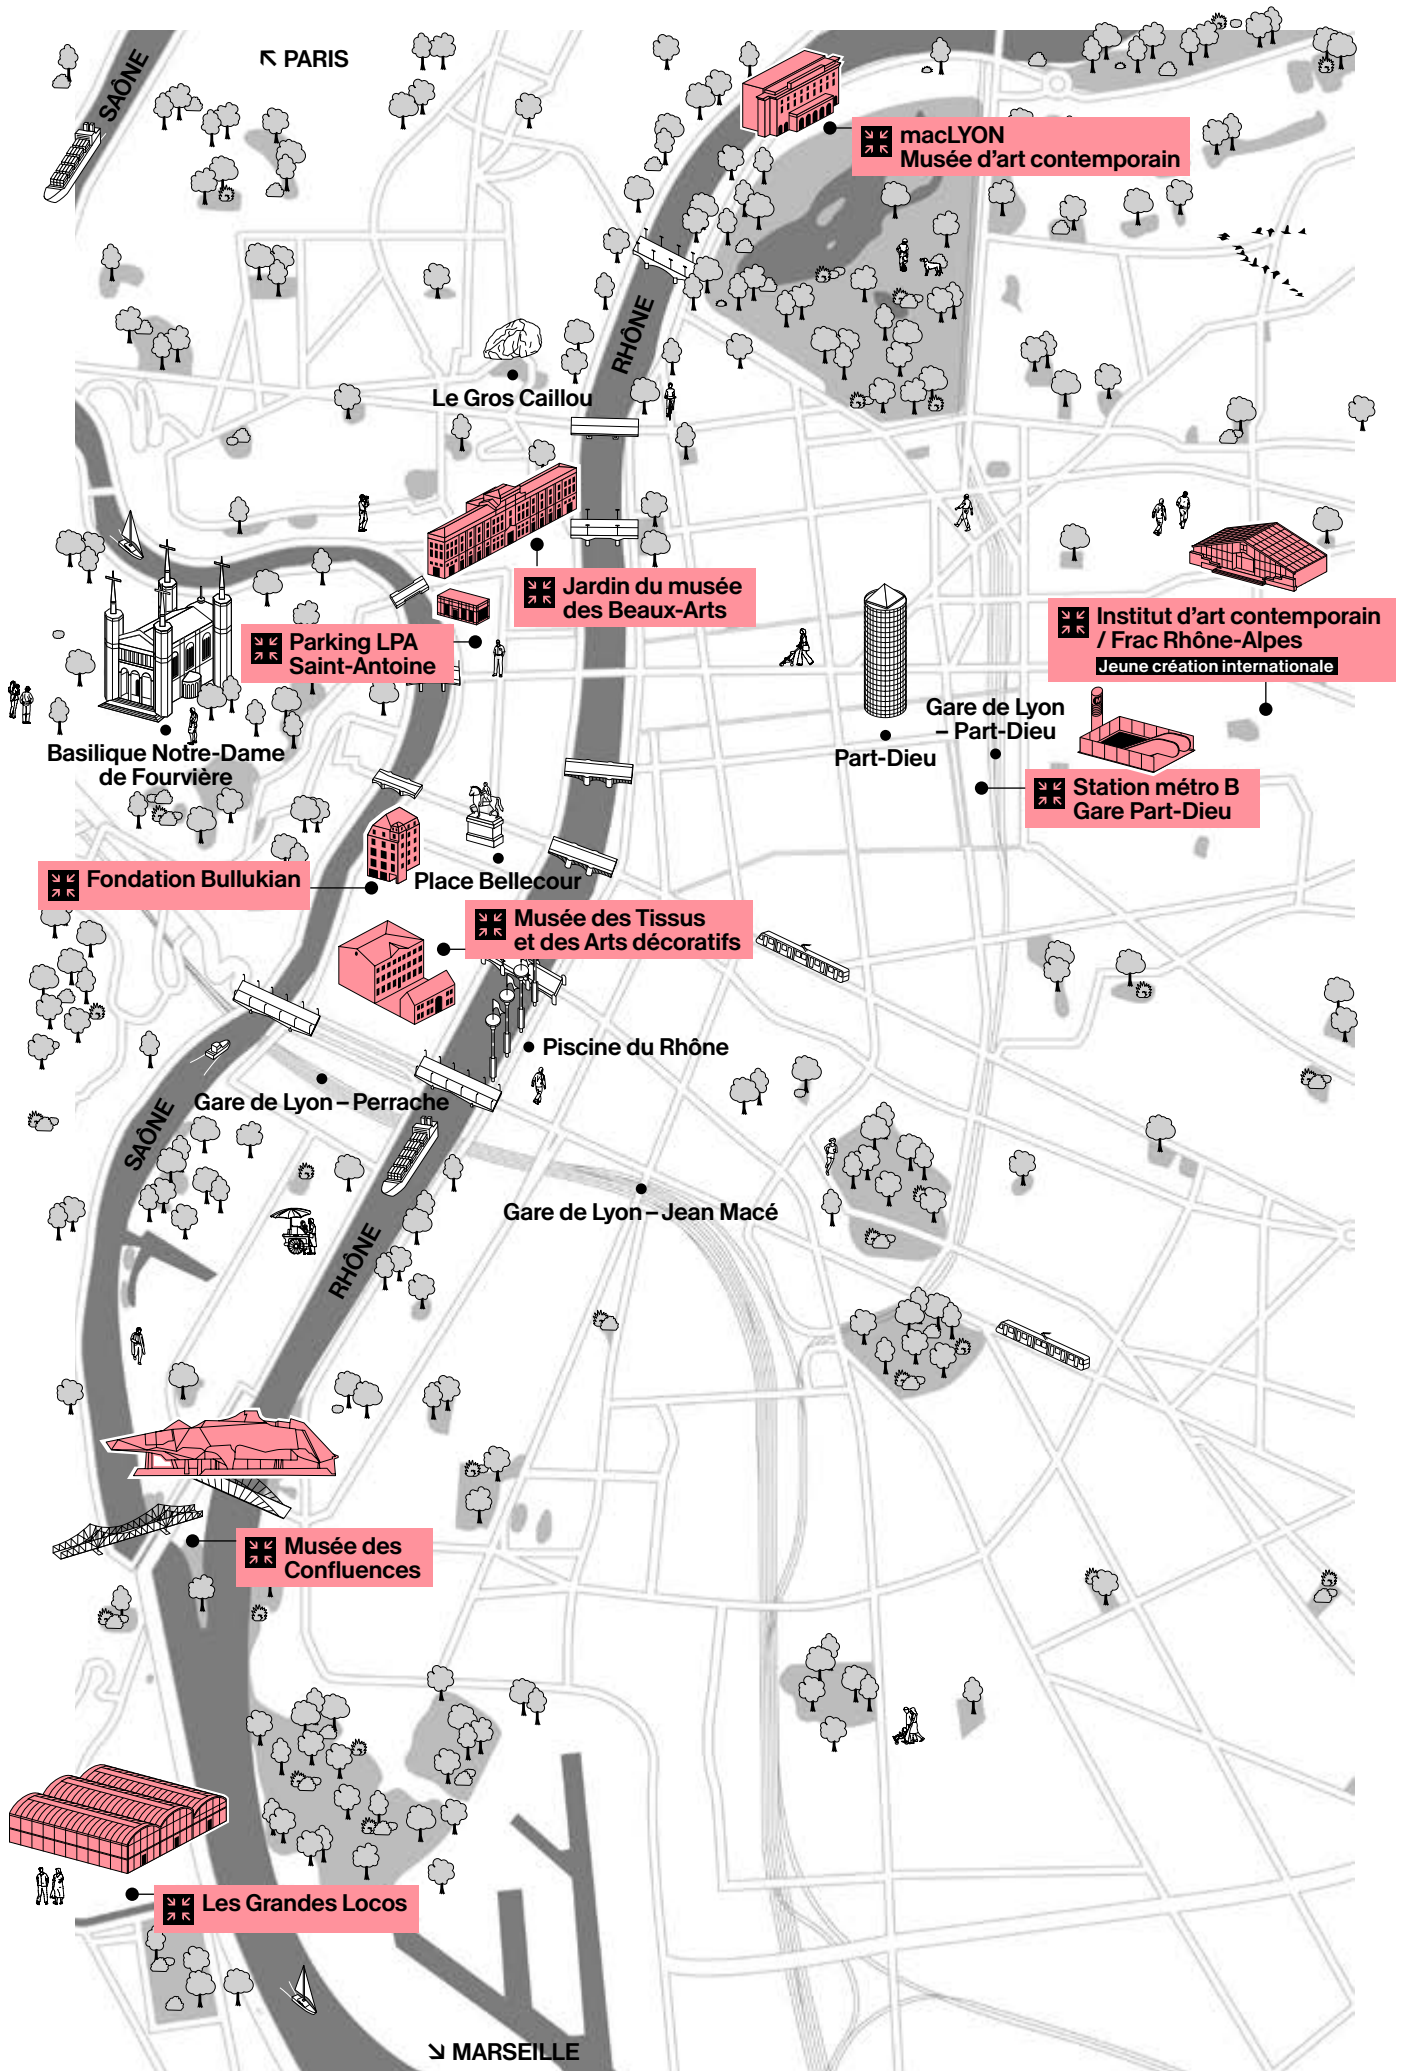 ↖ PARIS
SAÔNE
macLYON
Musée d’art contemporain
RHÔNE
Le Gros Caillou
Jardin du musée
des Beaux-Arts
Parking LPA
Saint-Antoine
Institut d’art contemporain
/ Frac Rhône-Alpes
Jeune création internationale
Basilique Notre-Dame
de Fourvière
Part-Dieu
Gare de Lyon
– Part-Dieu
Station métro B
Gare Part-Dieu
Fondation Bullukian
Place Bellecour
Musée des Tissus
et des Arts décoratifs
Piscine du Rhône
Gare de Lyon – Perrache
SAÔNE
RHÔNE
Gare de Lyon – Jean Macé
Musée des
Confluences
Les Grandes Locos
↘ MARSEILLE